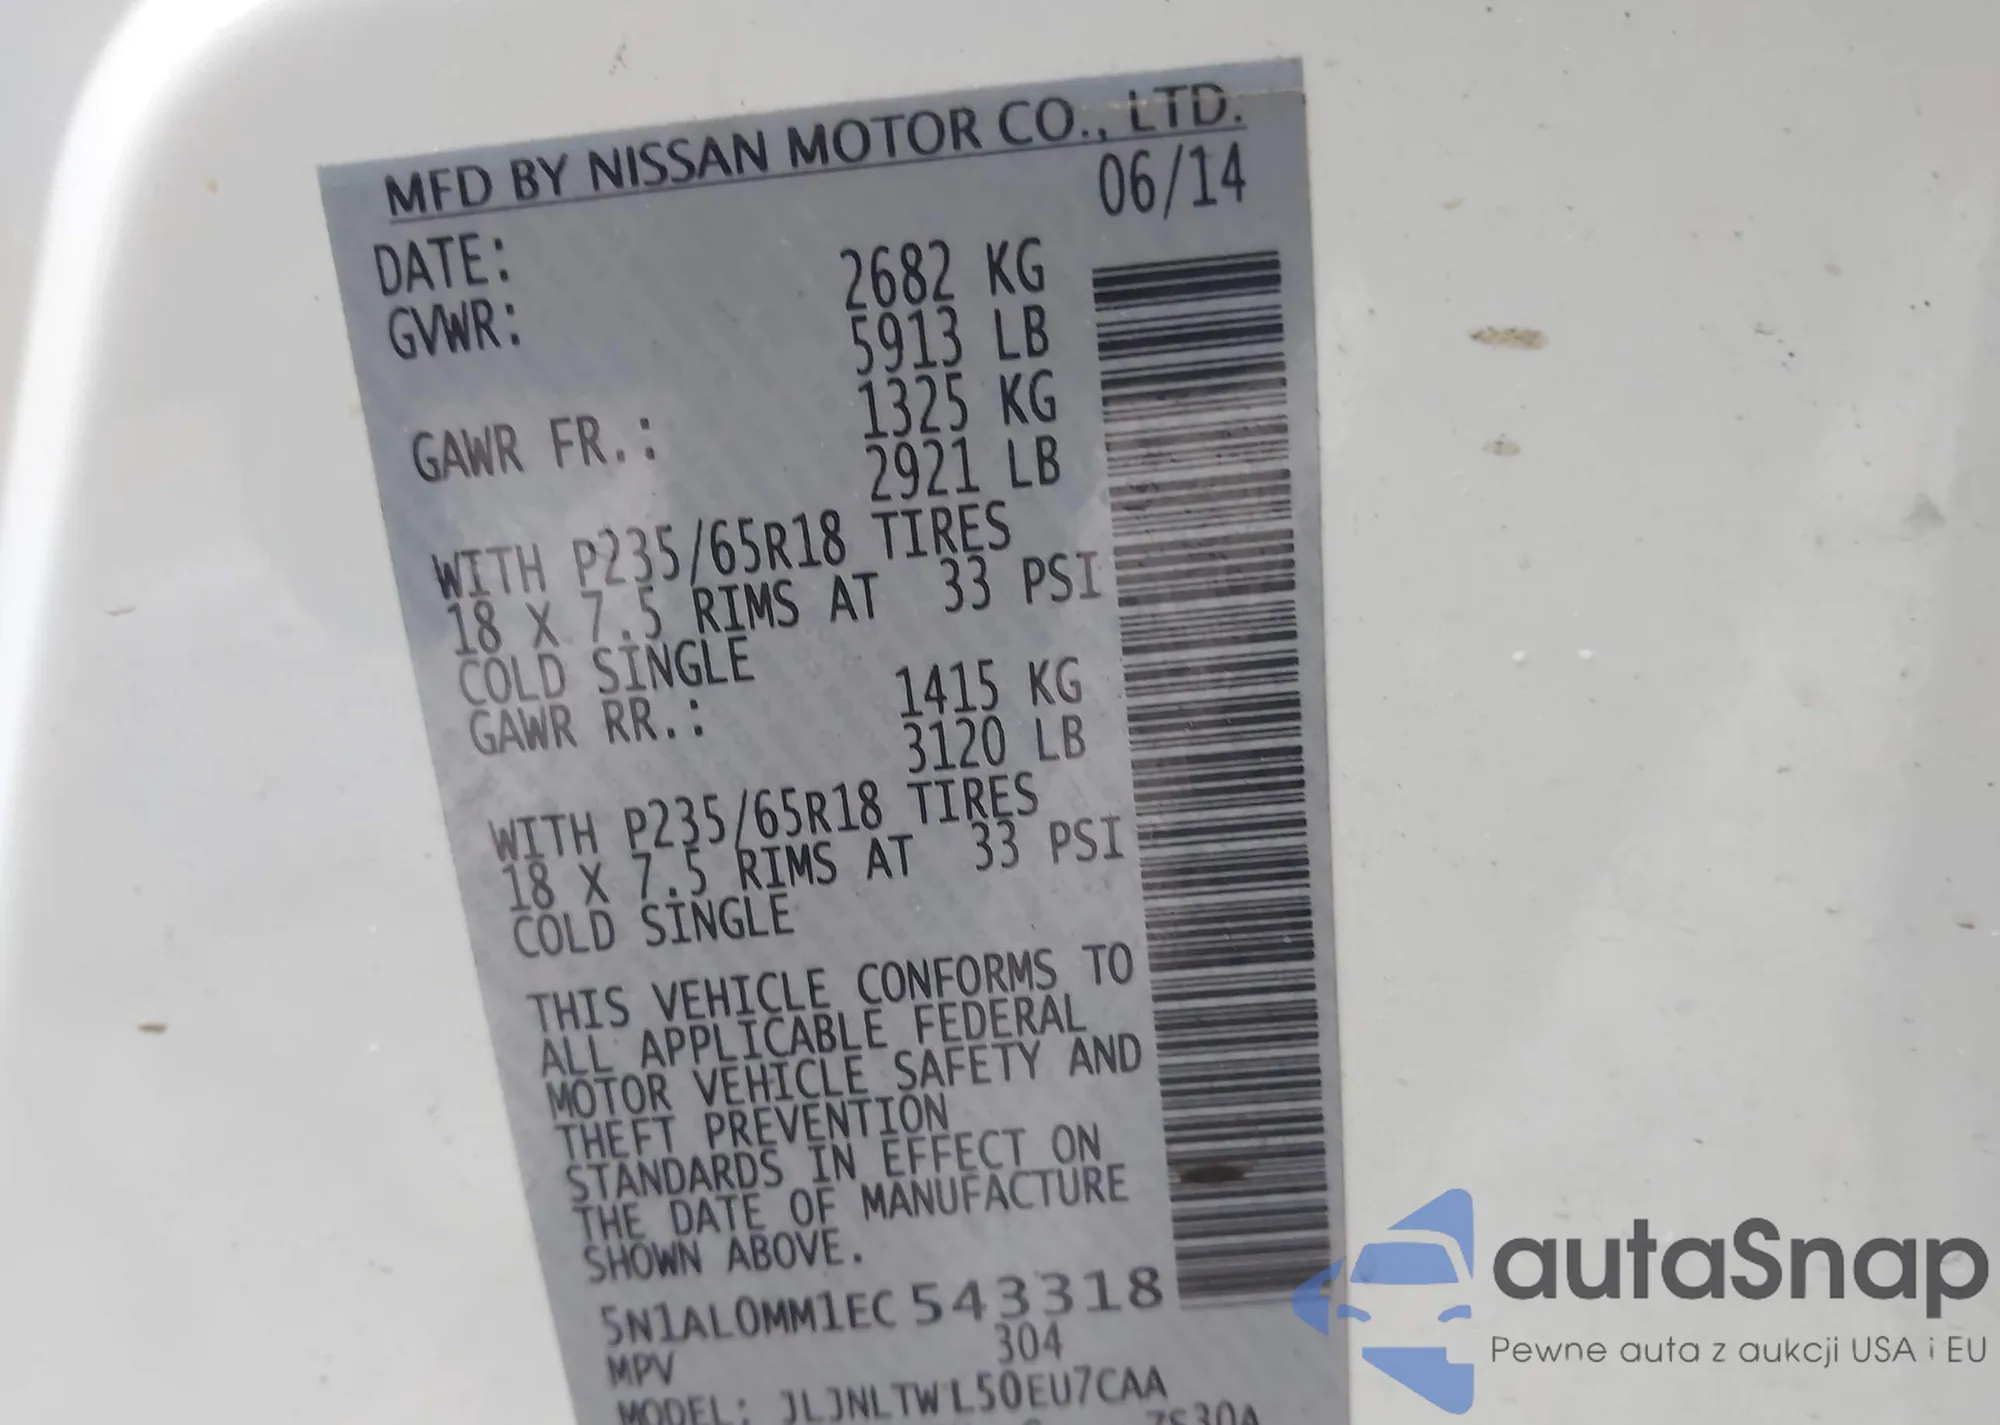 MFD BY NISSAN MOTOR CO., LTD.
DATE: 06/14
GVWR: 2682 KG
5913 LB
GAWR FR.: 1325 KG
2921 LB
WITH P235/65R18 TIRES
18 X 7.5 RIMS AT 33 PSI
COLD SINGLE
GAWR RR.: 1415 KG
3120 LB
WITH P235/65R18 TIRES
18 X 7.5 RIMS AT 33 PSI
COLD SINGLE
THIS VEHICLE CONFORMS TO
ALL APPLICABLE FEDERAL
MOTOR VEHICLE SAFETY AND
THEFT PREVENTION
STANDARDS IN EFFECT ON
THE DATE OF MANUFACTURE
SHOWN ABOVE.
5N1AL0MM1EC543318
MPV 304
MODEL: JLJNLTWL50EU7CAA
autaSnap
Pewne auta z aukcji USA i EU